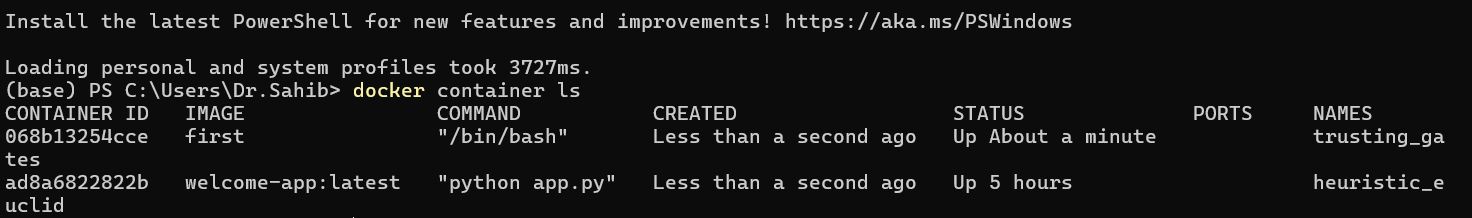 Install the latest PowerShell for new features and improvements! https://aka.ms/PSWindows
Loading personal and system profiles took 3727ms.
(base) PS C:\Users\Dr.Sahib> docker container ls
CONTAINER ID   IMAGE                COMMAND           CREATED                  STATUS              PORTS     NAMES
068b13254cce   first                "/bin/bash"       Less than a second ago   Up About a minute             trusting_ga
tes
ad8a6822822b   welcome-app:latest   "python app.py"   Less than a second ago   Up 5 hours                    heuristic_e
uclid